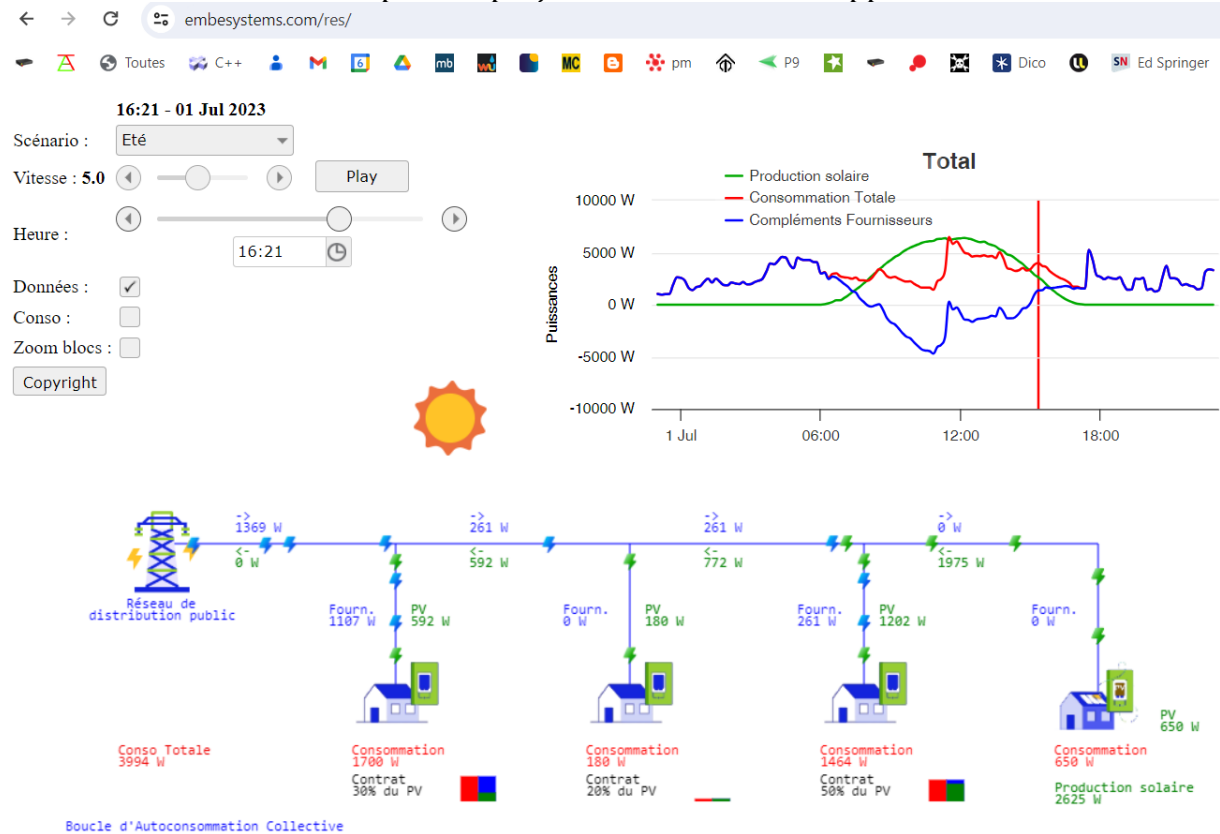 embesystems.com/res/
Toutes
C++
6
mb
wu
MC
pm
P9
Dico
SN Ed Springer
16:21 - 01 Jul 2023
Scénario :
Eté
Vitesse : 5.0
Play
Heure :
16:21
Données :
Conso :
Zoom blocs :
Copyright
Total
Production solaire
Consommation Totale
Compléments Fournisseurs
Puissances
10000 W
5000 W
0 W
-5000 W
-10000 W
1 Jul
06:00
12:00
18:00
->
1369 W
<-
0 W
->
261 W
<-
592 W
->
261 W
<-
772 W
->
0 W
<-
1975 W
Réseau de
distribution public
Fourn.
1107 W
PV
592 W
Fourn.
0 W
PV
180 W
Fourn.
261 W
PV
1202 W
Fourn.
0 W
PV
650 W
Conso Totale
3994 W
Consommation
1700 W
Contrat
30% du PV
Consommation
180 W
Contrat
20% du PV
Consommation
1464 W
Contrat
50% du PV
Consommation
650 W
Production solaire
2625 W
Boucle d'Autoconsommation Collective